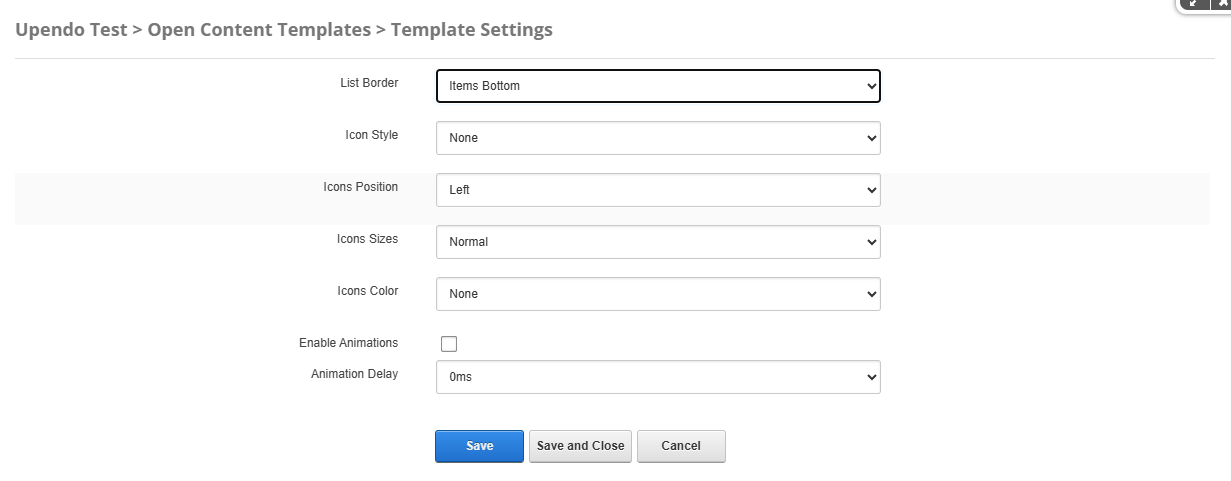 Upendo Test > Open Content Templates > Template Settings
List Border
Items Bottom
Icon Style
None
Icons Position
Left
Icons Sizes
Normal
Icons Color
None
Enable Animations
Animation Delay
0ms
Save Save and Close Cancel